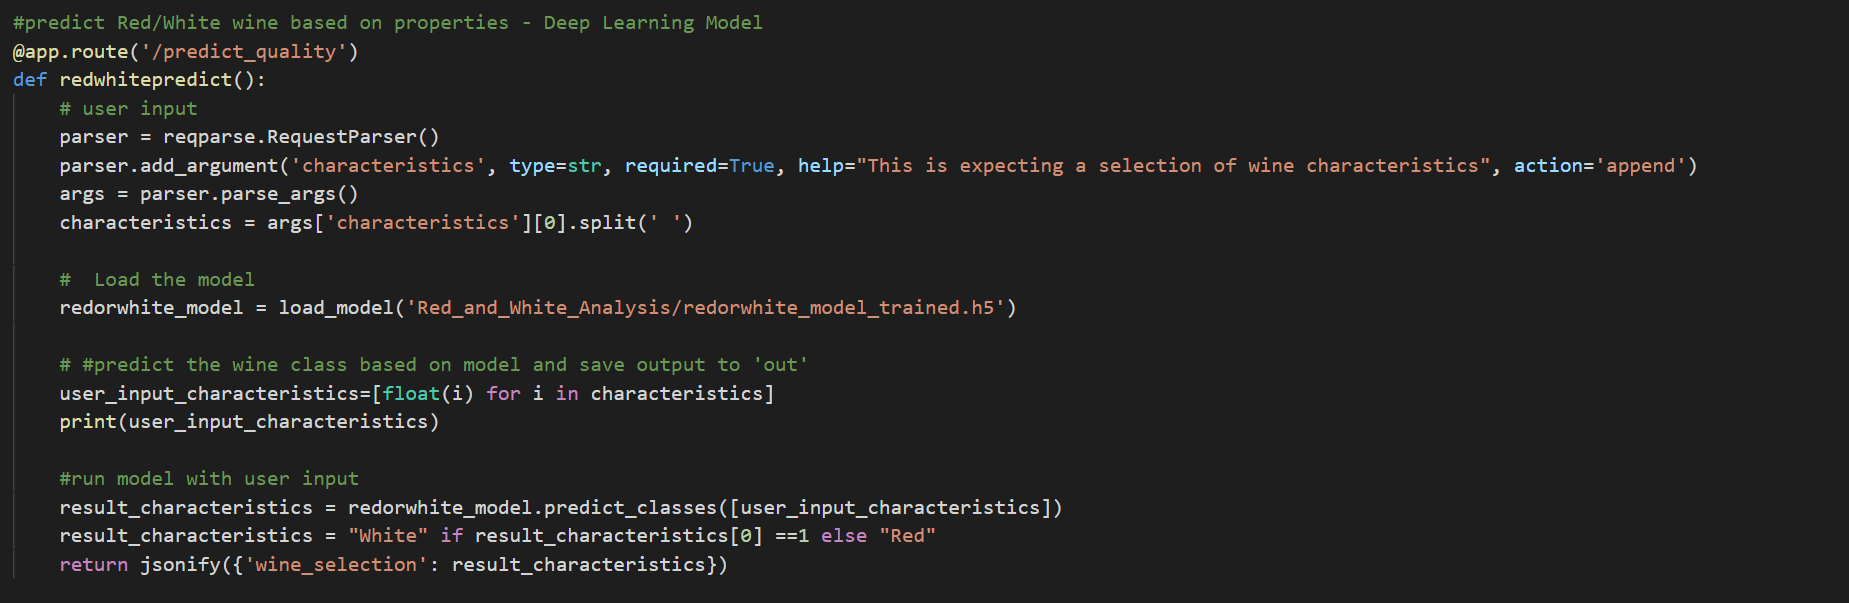 #predict Red/White wine based on properties - Deep Learning Model
@app.route('/predict_quality')
def redwhitepredict():
    # user input
    parser = reqparse.RequestParser()
    parser.add_argument('characteristics', type=str, required=True, help="This is expecting a selection of wine characteristics", action='append')
    args = parser.parse_args()
    characteristics = args['characteristics'][0].split(' ')
    #  Load the model
    redorwhite_model = load_model('Red_and_White_Analysis/redorwhite_model_trained.h5')
    # #predict the wine class based on model and save output to 'out'
    user_input_characteristics=[float(i) for i in characteristics]
    print(user_input_characteristics)
    #run model with user input
    result_characteristics = redorwhite_model.predict_classes([user_input_characteristics])
    result_characteristics = "White" if result_characteristics[0] ==1 else "Red"
    return jsonify({'wine_selection': result_characteristics})